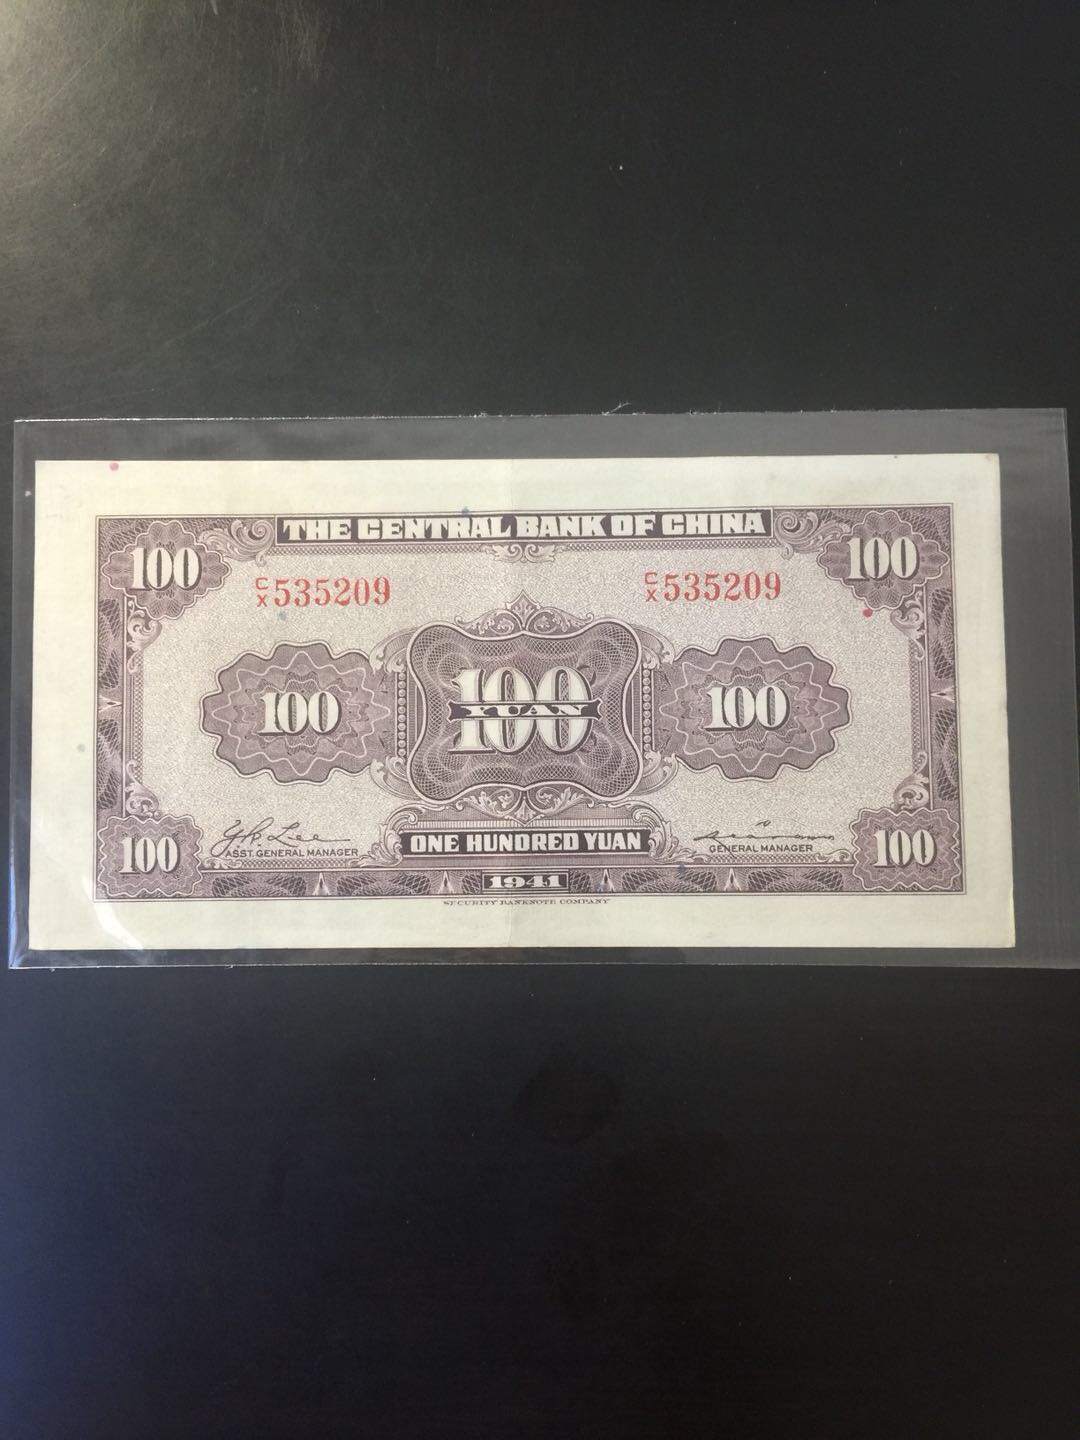 THE CENTRAL BANK OF CHINA
100 100
C/X 535209 C/X 535209
100 100 YUAN 100
Y.P. Lee
ASST. GENERAL MANAGER
GENERAL MANAGER
100 ONE HUNDRED YUAN 100
1941
SECURITY BANKNOTE COMPANY